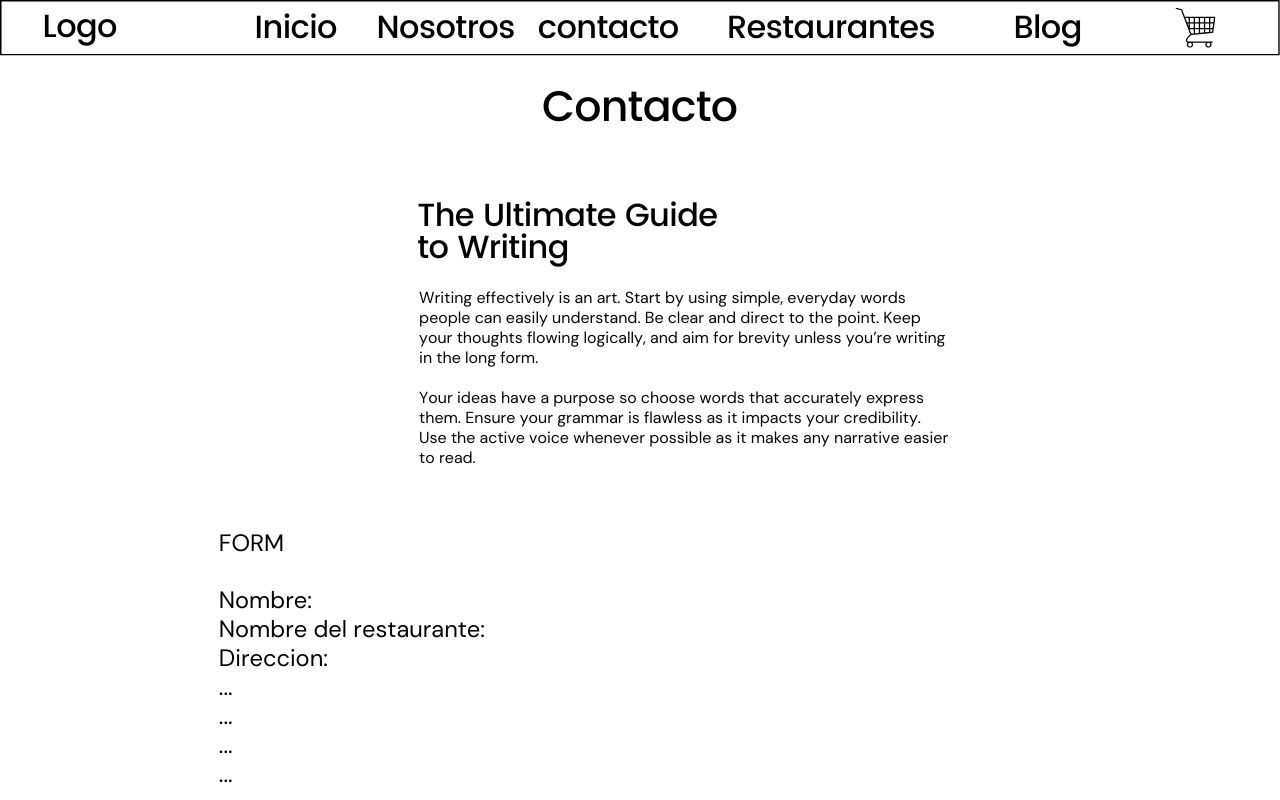 Logo Inicio Nosotros contacto Restaurantes Blog
Contacto
The Ultimate Guide
to Writing
Writing effectively is an art. Start by using simple, everyday words
people can easily understand. Be clear and direct to the point. Keep
your thoughts flowing logically, and aim for brevity unless you’re writing
in the long form.
Your ideas have a purpose so choose words that accurately express
them. Ensure your grammar is flawless as it impacts your credibility.
Use the active voice whenever possible as it makes any narrative easier
to read.
FORM
Nombre:
Nombre del restaurante:
Direccion:
...
...
...
...